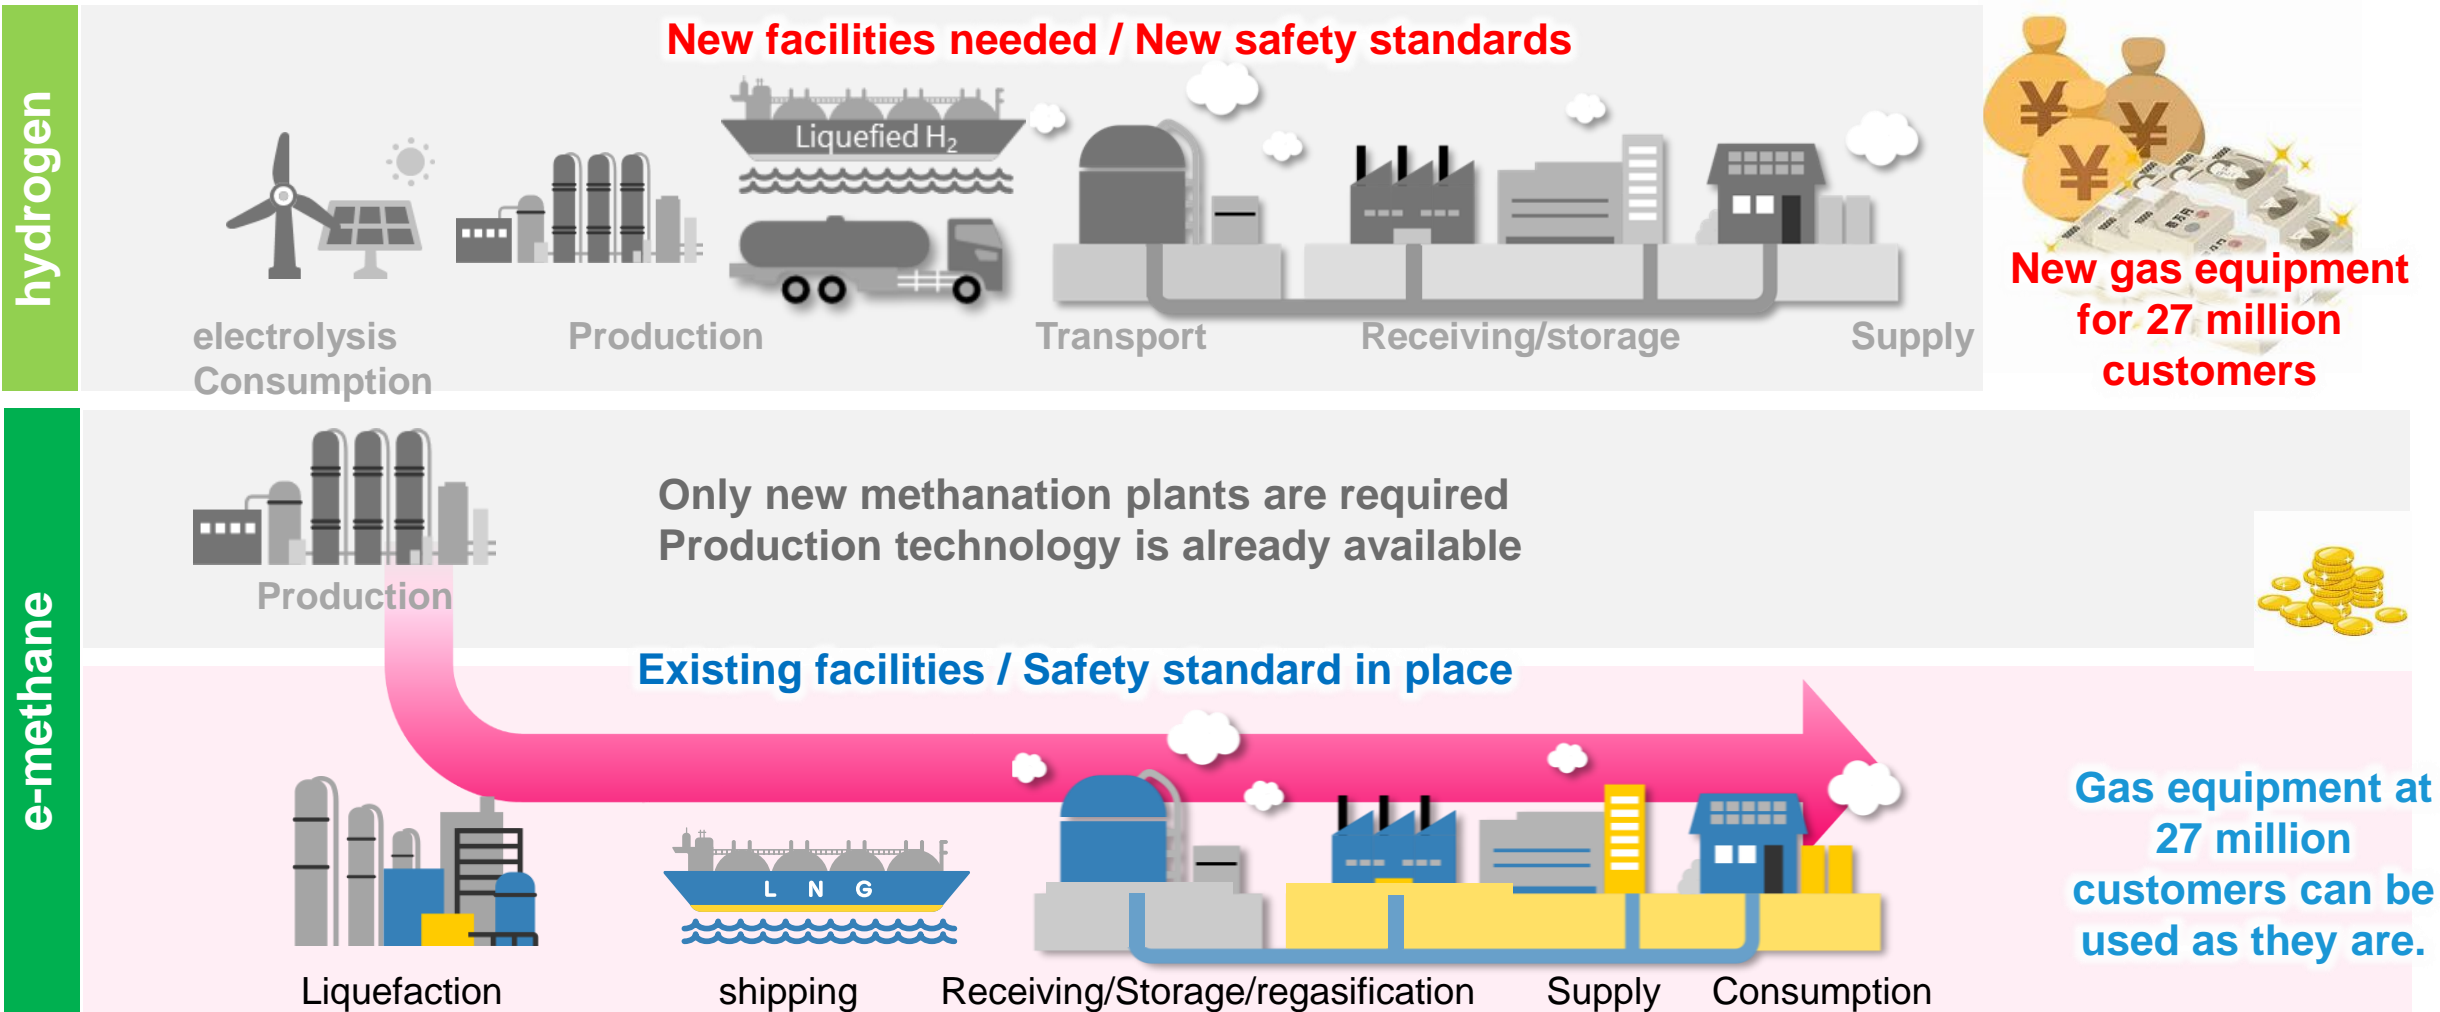 hydrogen
New facilities needed / New safety standards
Liquefied H₂
electrolysis
Consumption
Production
Transport
Receiving/storage
Supply
¥
¥
¥
New gas equipment
for 27 million
customers
e-methane
Production
Only new methanation plants are required
Production technology is already available
Existing facilities / Safety standard in place
LNG
Liquefaction
shipping
Receiving/Storage/regasification
Supply
Consumption
Gas equipment at
27 million
customers can be
used as they are.